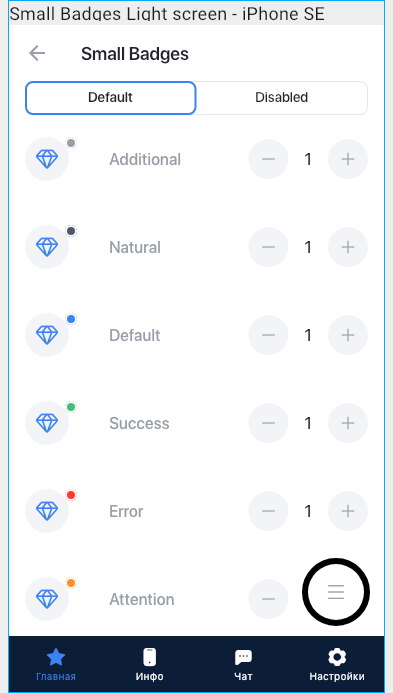 Small Badges Light screen - iPhone SE
Small Badges
Default Disabled
Additional 1
Natural 1
Default 1
Success 1
Error 1
Attention
Главная Инфо Чат Настройки